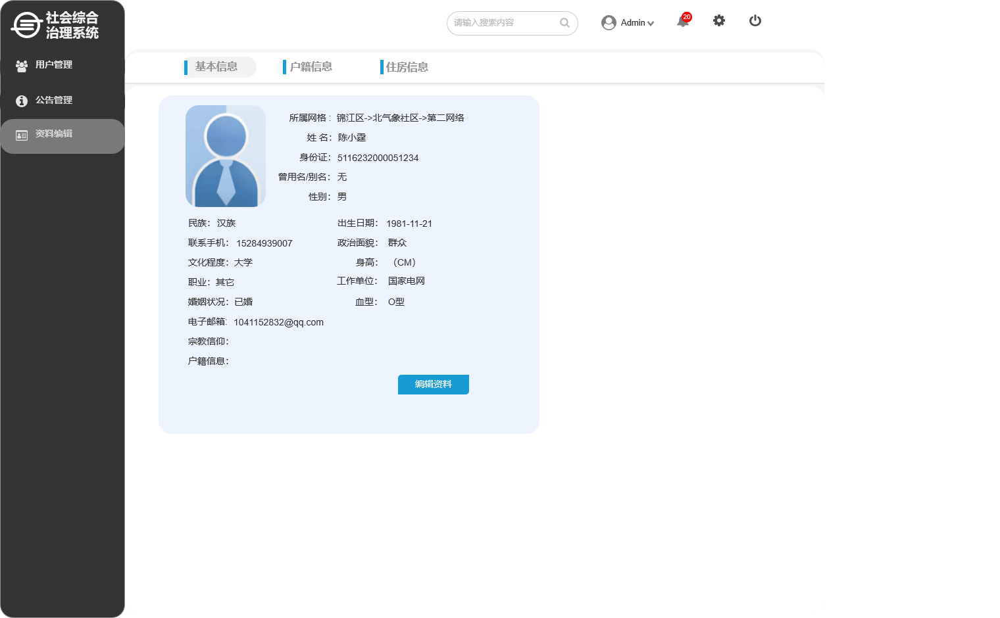 社会综合
治理系统
请输入搜索内容
Admin
20
用户管理
公告管理
资料编辑
基本信息
户籍信息
住房信息
所属网格： 锦江区->北气象社区->第二网络
姓 名： 陈小霆
身份证： 5116232000051234
曾用名/别名： 无
性别： 男
民族： 汉族
出生日期： 1981-11-21
联系手机： 15284939007
政治面貌： 群众
文化程度：大学
身高： （CM）
职业：其它
工作单位： 国家电网
婚姻状况：已婚
血型： O型
电子邮箱: 1041152832@qq.com
宗教信仰：
户籍信息：
编辑资料